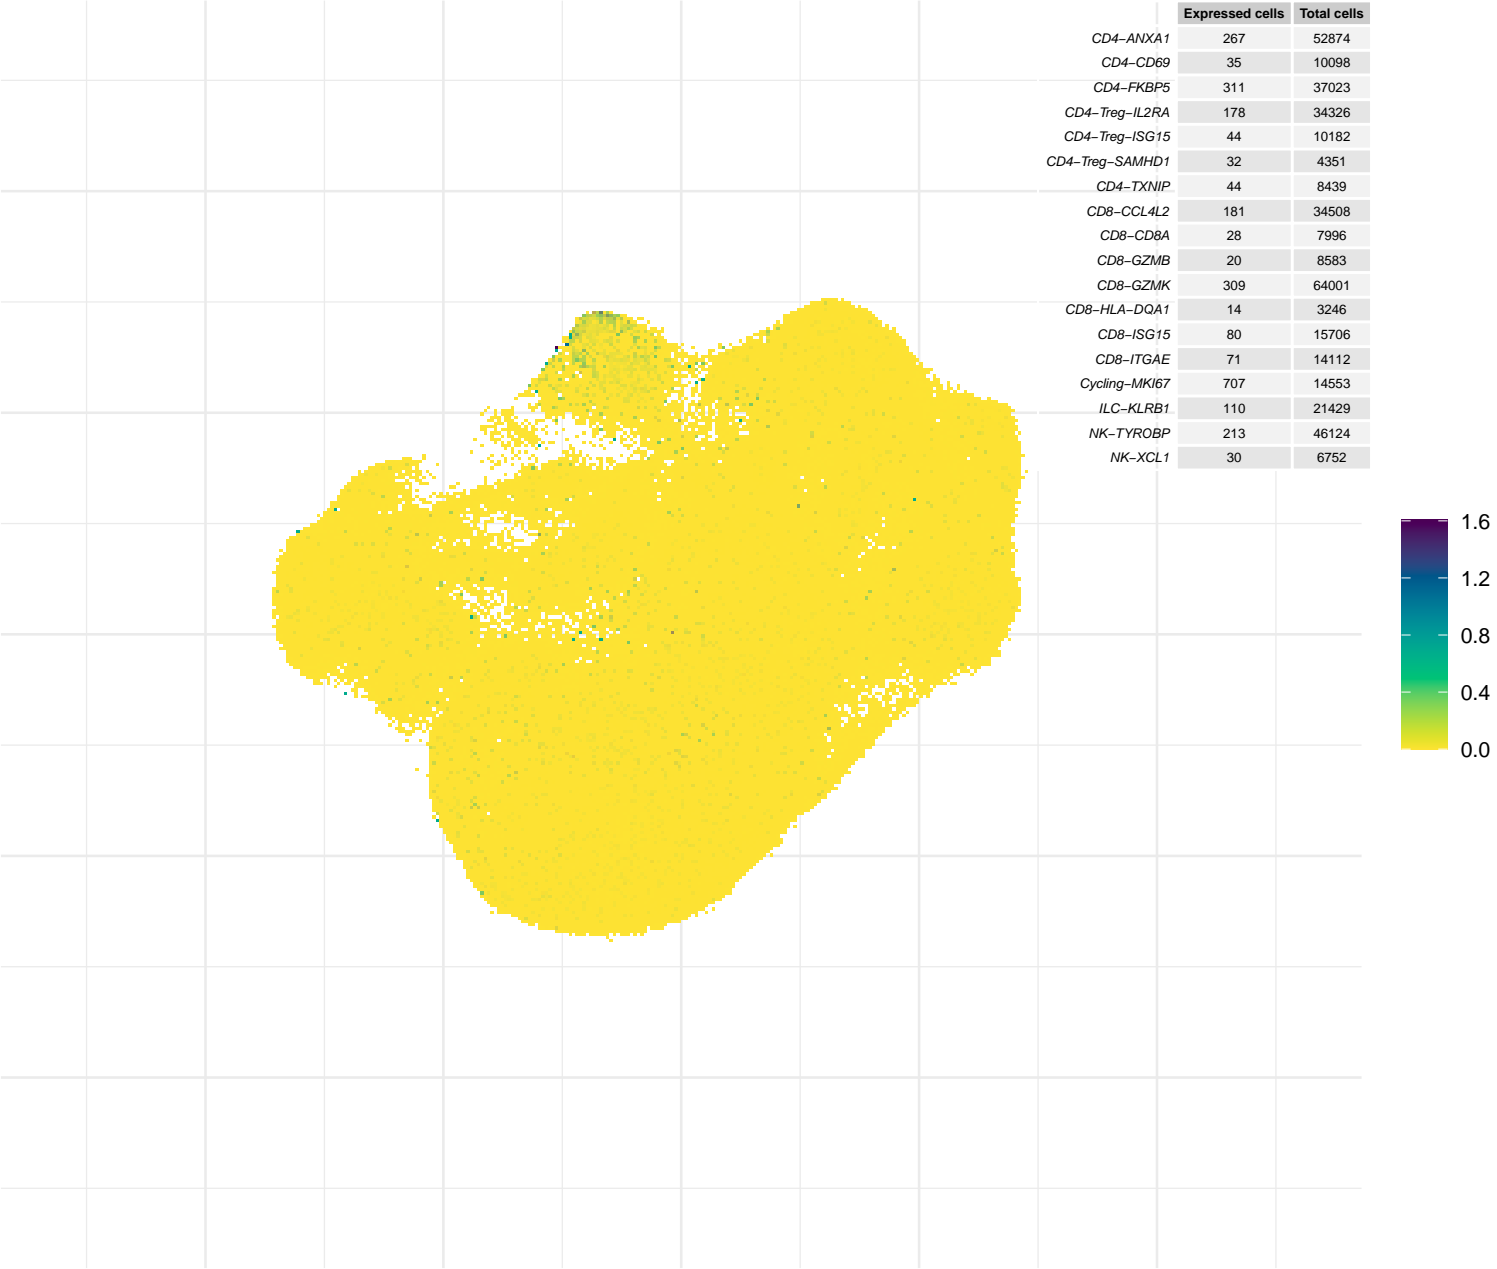 Expressed cells Total cells
CD4−ANXA1 267 52874
CD4−CD69 35 10098
CD4−FKBP5 311 37023
CD4−Treg−IL2RA 178 34326
CD4−Treg−ISG15 44 10182
CD4−Treg−SAMHD1 32 4351
CD4−TXNIP 44 8439
CD8−CCL4L2 181 34508
CD8−CD8A 28 7996
CD8−GZMB 20 8583
CD8−GZMK 309 64001
CD8−HLA−DQA1 14 3246
CD8−ISG15 80 15706
CD8−ITGAE 71 14112
Cycling−MKI67 707 14553
ILC−KLRB1 110 21429
NK−TYROBP 213 46124
NK−XCL1 30 6752
1.6
1.2
0.8
0.4
0.0